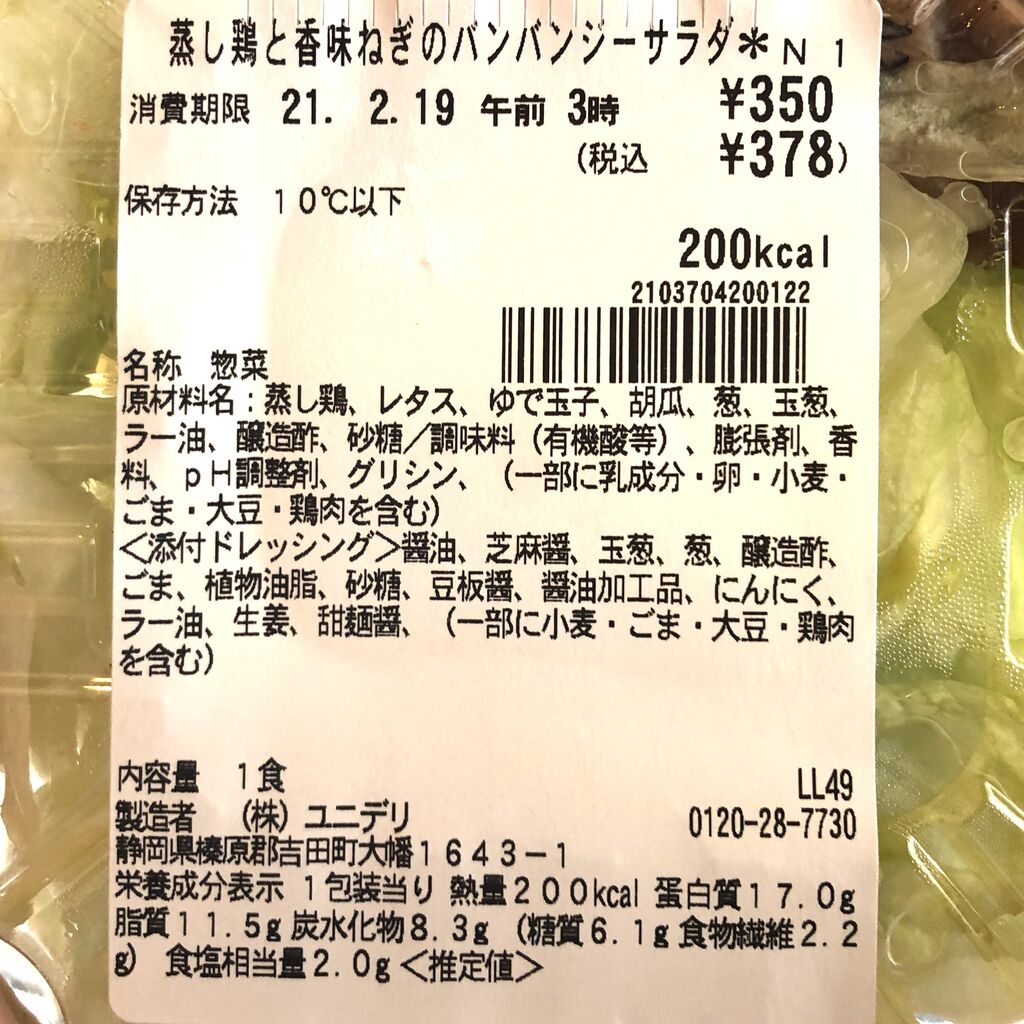 蒸し鶏と香味ねぎのバンバンジーサラダ＊Ｎ１
消費期限 21. 2.19 午前 3時 ¥350
(税込 ¥378)
保存方法 １０℃以下
200kcal
2103704200122
名称 惣菜
原材料名：蒸し鶏、レタス、ゆで玉子、胡瓜、葱、玉葱、
ラー油、醸造酢、砂糖／調味料（有機酸等）、膨張剤、香
料、ｐＨ調整剤、グリシン、（一部に乳成分・卵・小麦・
ごま・大豆・鶏肉を含む）
＜添付ドレッシング＞醤油、芝麻醤、玉葱、葱、醸造酢、
ごま、植物油脂、砂糖、豆板醤、醤油加工品、にんにく、
ラー油、生姜、甜麺醤、（一部に小麦・ごま・大豆・鶏肉
を含む）
内容量 １食 LL49
製造者 （株）ユニデリ 0120-28-7730
静岡県榛原郡吉田町大幡１６４３－１
栄養成分表示 １包装当り 熱量２００kcal 蛋白質１７.０g
脂質１１.５g 炭水化物８.３g （糖質６.１g 食物繊維２.２
g） 食塩相当量２.０g＜推定値＞